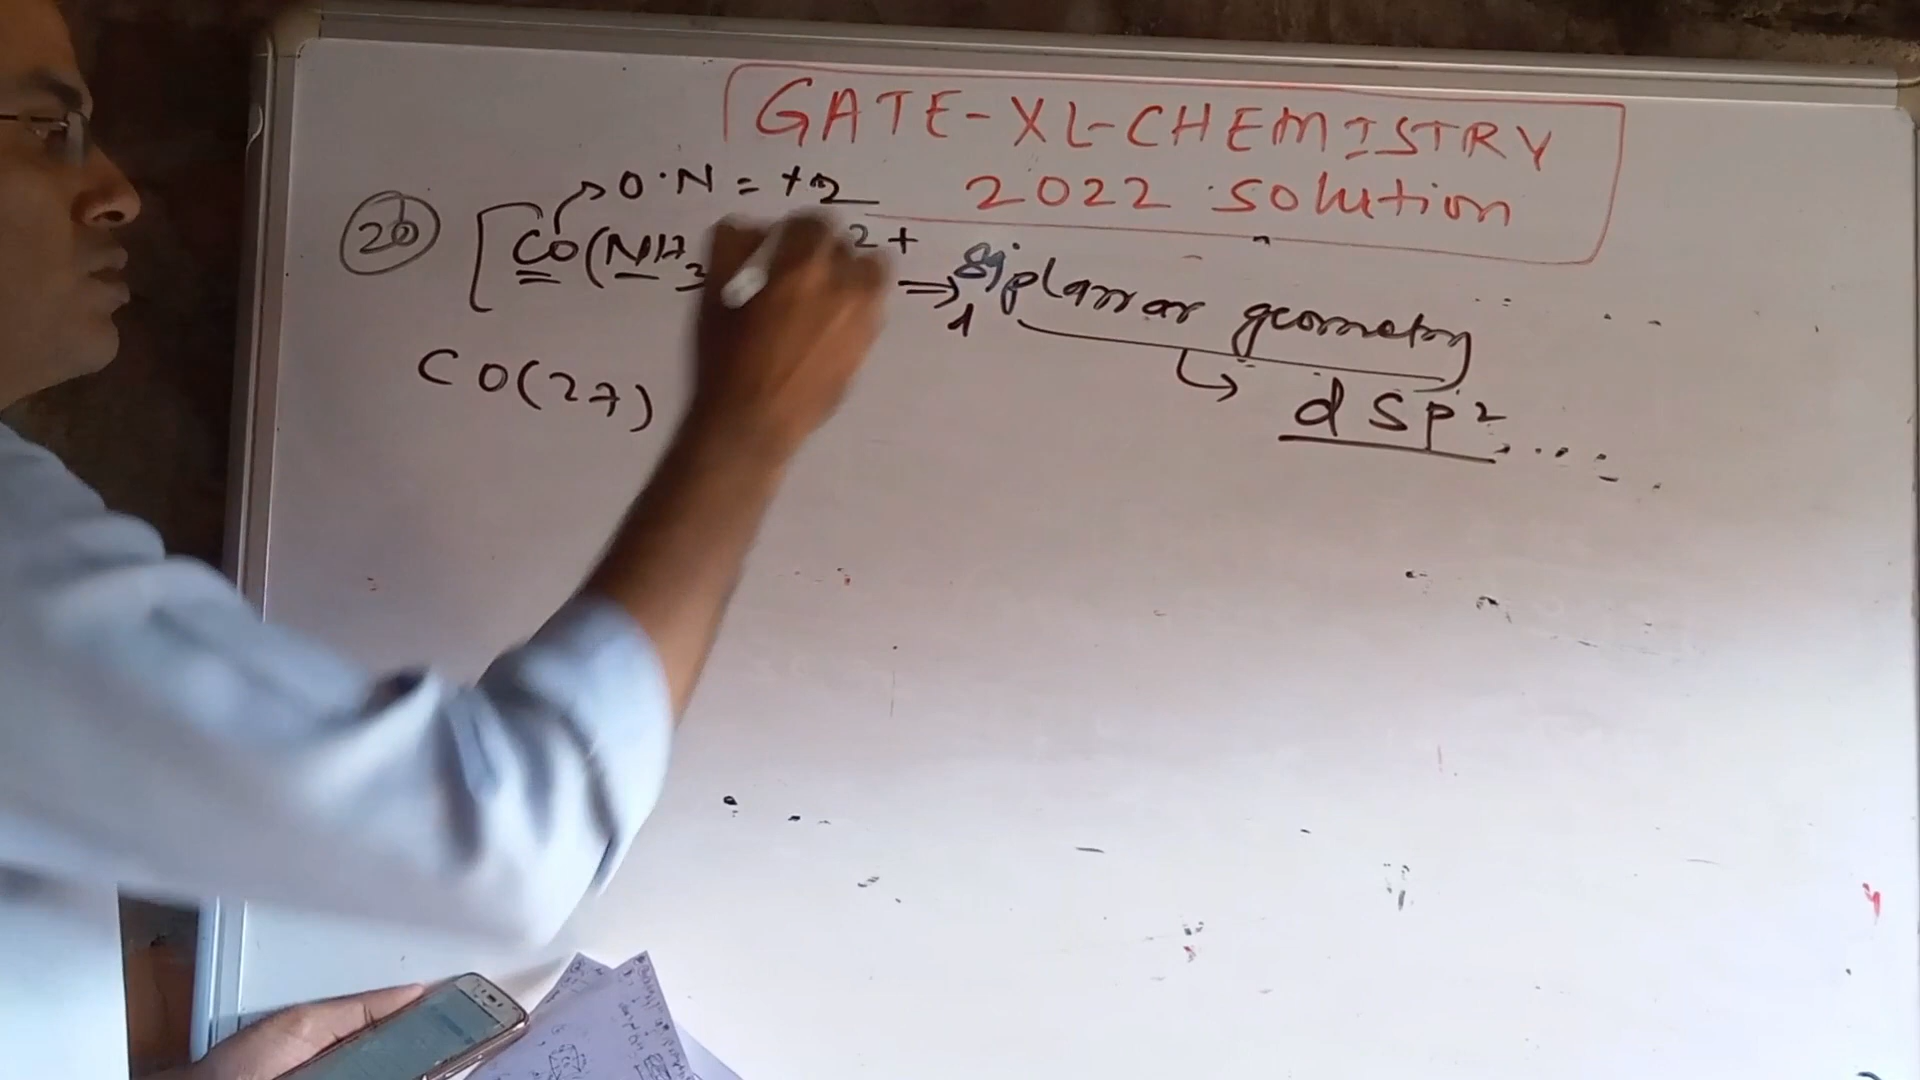 GATE-XL-CHEMISTRY
2022 Solution
O.N = +2
20 [Co(NH3 2+ ⇒ planar geometry
CO(27)
dsp²